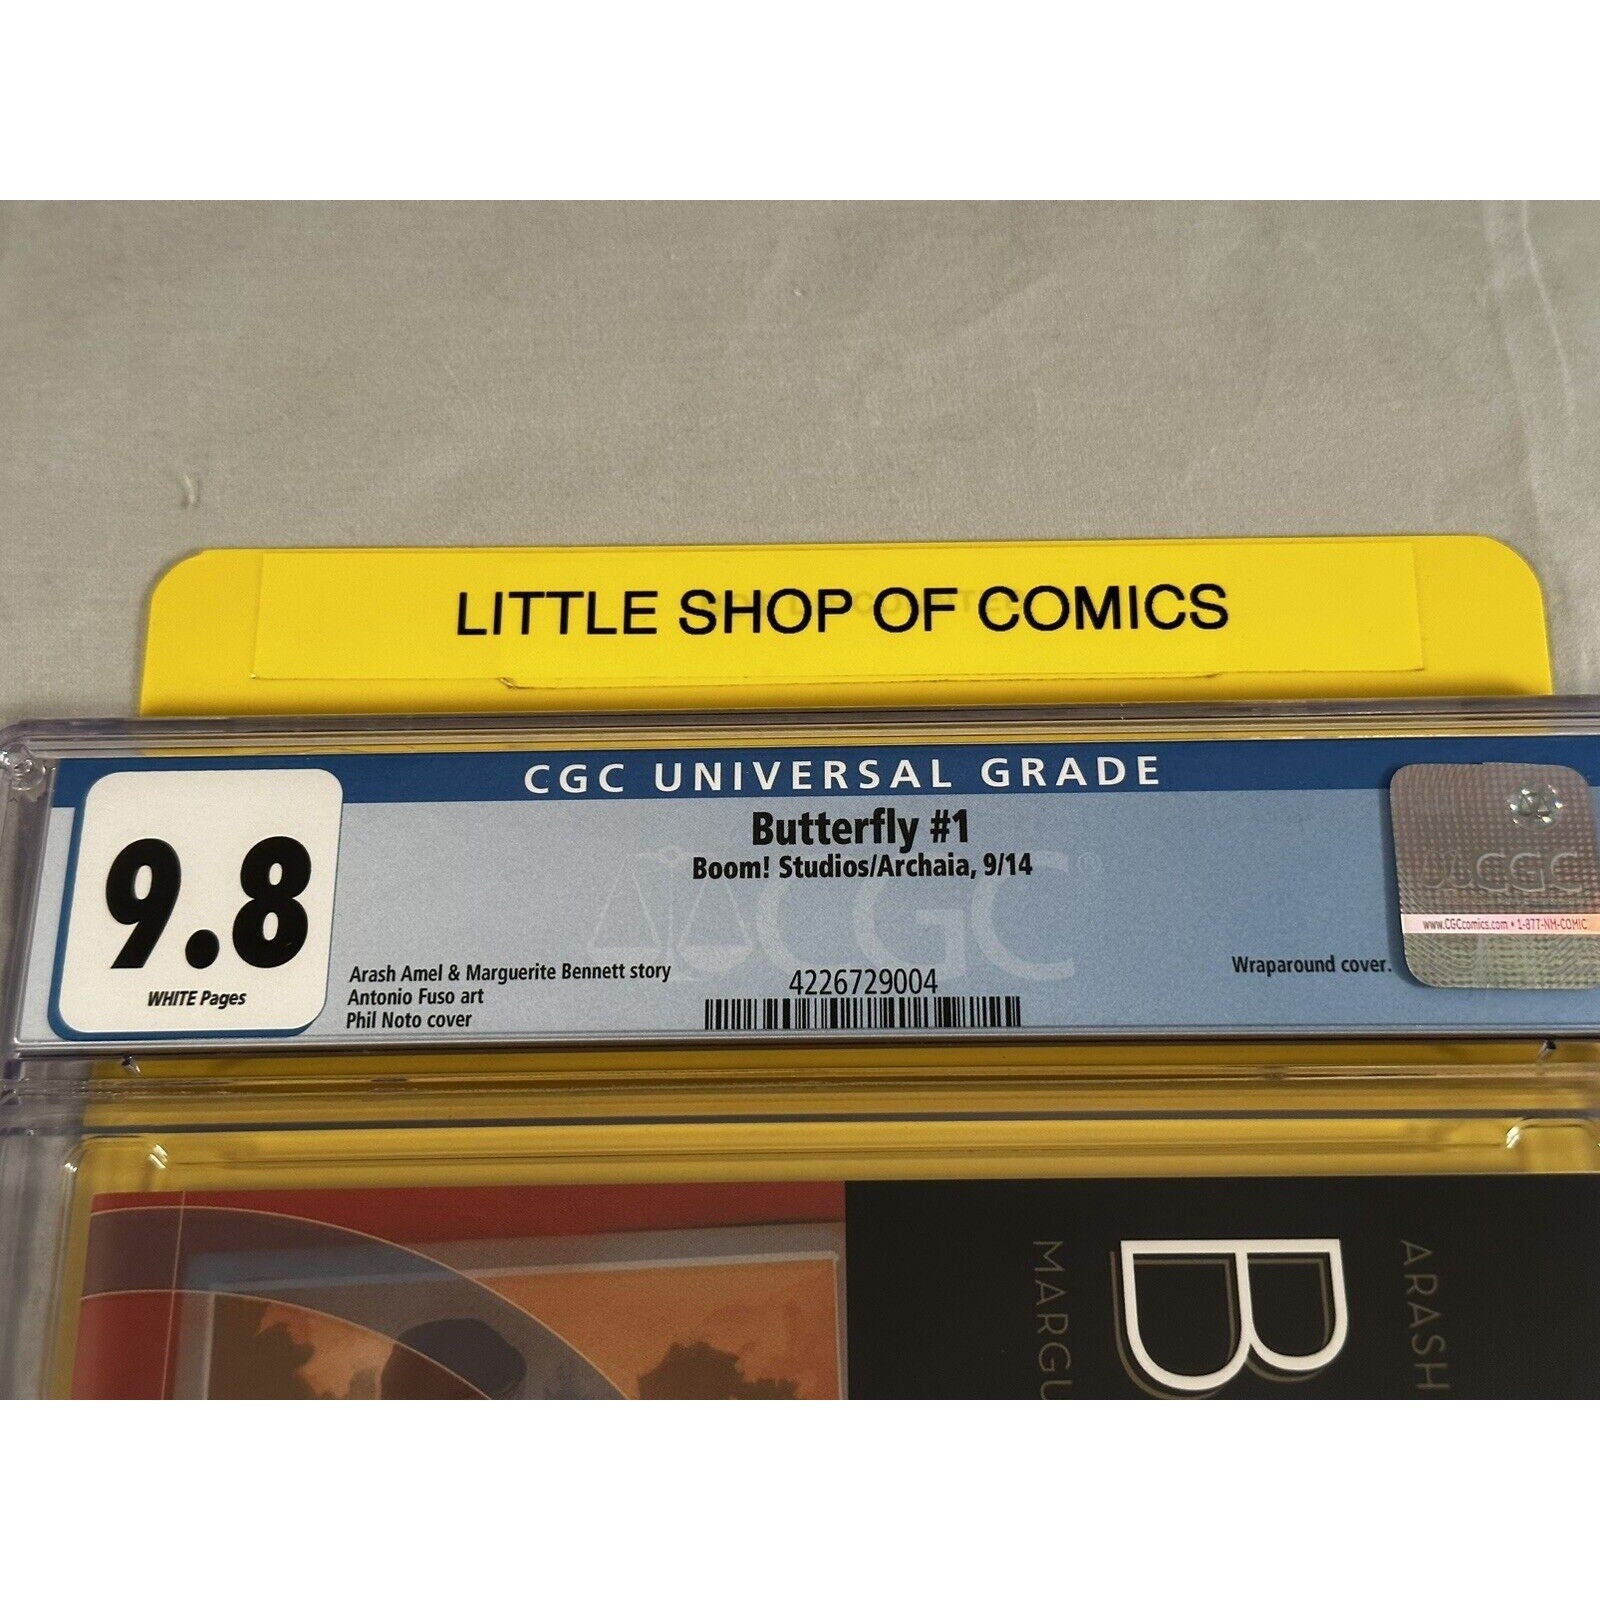 LITTLE SHOP OF COMICS
CGC UNIVERSAL GRADE
9.8
WHITE Pages
Butterfly #1
Boom! Studios/Archaia, 9/14
CGC
Arash Amel & Marguerite Bennett story
Antonio Fuso art
Phil Noto cover
4226729004
Wraparound cover.
CGC
www.CGCcomics.com • 1-877-NM-COMIC
ARASH
B
MARGU